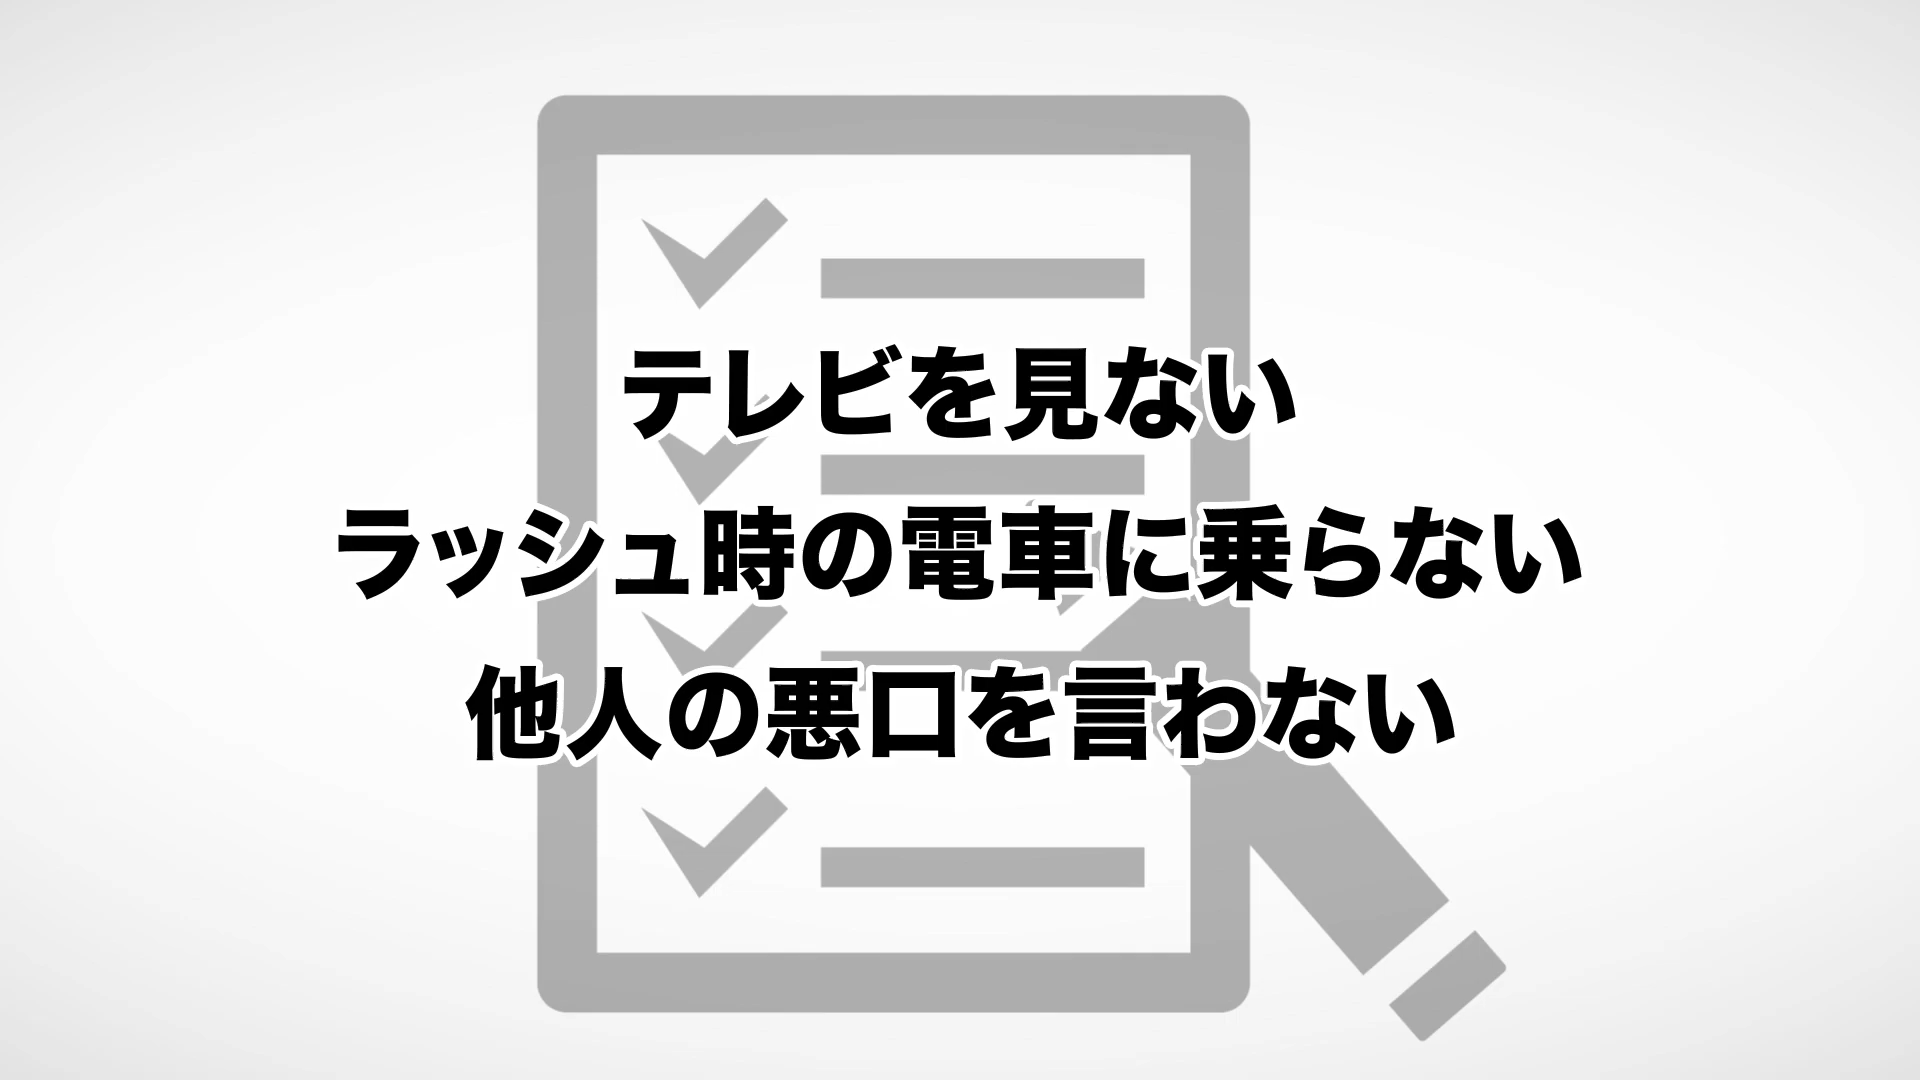 テレビを見ない
ラッシュ時の電車に乗らない
他人の悪口を言わない